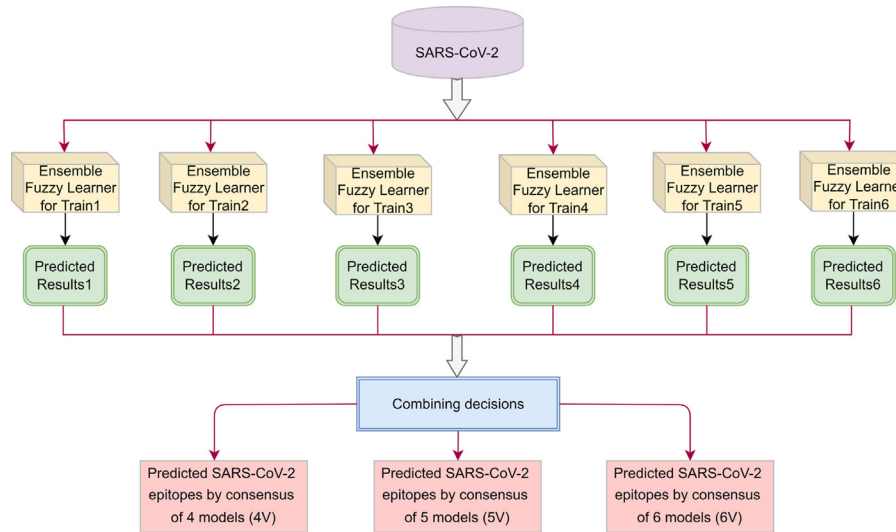 SARS-CoV-2
Ensemble
Fuzzy Learner
for Train1
Ensemble
Fuzzy Learner
for Train2
Ensemble
Fuzzy Learner
for Train3
Ensemble
Fuzzy Learner
for Train4
Ensemble
Fuzzy Learner
for Train5
Ensemble
Fuzzy Learne
for Train6
Predicted
Results1
Predicted
Results2
Predicted
Results3
Predicted
Results4
Predicted
Results5
Predicted
Results6
Combining decisions
Predicted SARS-CoV-2
epitopes by consensus
of 4 models (4V)
Predicted SARS-CoV-2
epitopes by consensus
of 5 models (5V)
Predicted SARS-CoV-2
epitopes by consensus
of 6 models (6V)